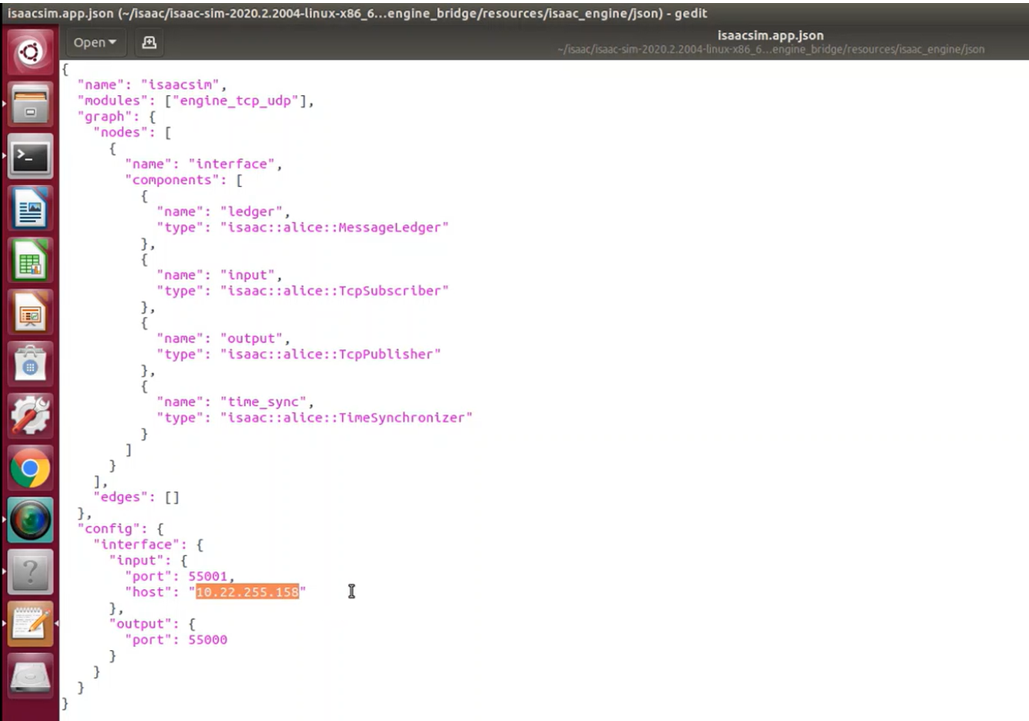 isaacsim.app.json (~/isaac/isaac-sim-2020.2.2004-linux-x86_6...engine_bridge/resources/isaac_engine/json) - gedit
Open
isaacsim.app.json
~/isaac/isaac-sim-2020.2.2004-linux-x86_6...engine_bridge/resources/isaac_engine/json
{
  "name": "isaacsim",
  "modules": ["engine_tcp_udp"],
  "graph": {
    "nodes": [
      {
        "name": "interface",
        "components": [
          {
            "name": "ledger",
            "type": "isaac::alice::MessageLedger"
          },
          {
            "name": "input",
            "type": "isaac::alice::TcpSubscriber"
          },
          {
            "name": "output",
            "type": "isaac::alice::TcpPublisher"
          },
          {
            "name": "time_sync",
            "type": "isaac::alice::TimeSynchronizer"
          }
        ]
      }
    ],
    "edges": []
  },
  "config": {
    "interface": {
      "input": {
        "port": 55001,
        "host": "10.22.255.158"
      },
      "output": {
        "port": 55000
      }
    }
  }
}